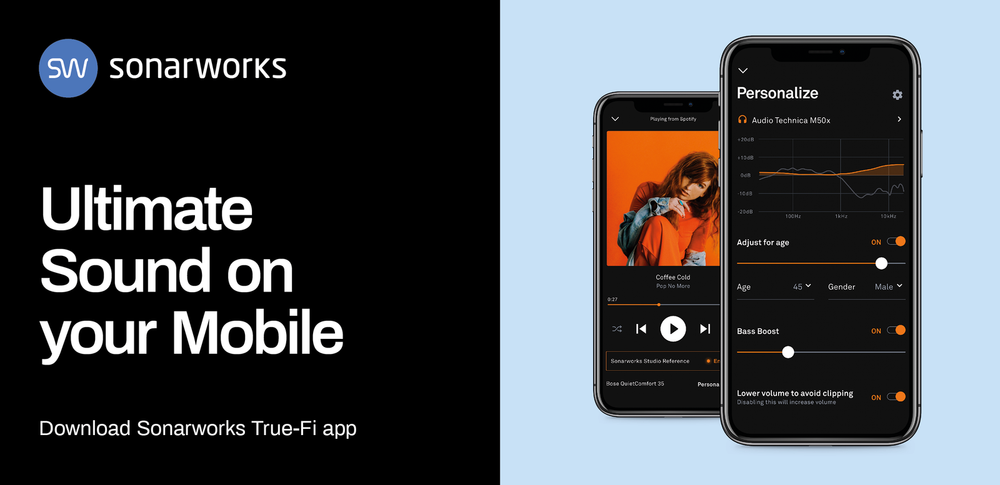 SW sonarworks
Ultimate
Sound on
your Mobile
Download Sonarworks True-Fi app
Playing from Spotify
Coffee Cold
Pop No More
0:27
Sonarworks Studio Reference
Bose QuietComfort 35
Personalize
Audio Technica M50x
+20dB
+10dB
0dB
-10dB
-20dB
100Hz 1kHz 10kHz
Adjust for age ON
Age 45 Gender Male
Bass Boost ON
Lower volume to avoid clipping ON
Disabling this will increase volume